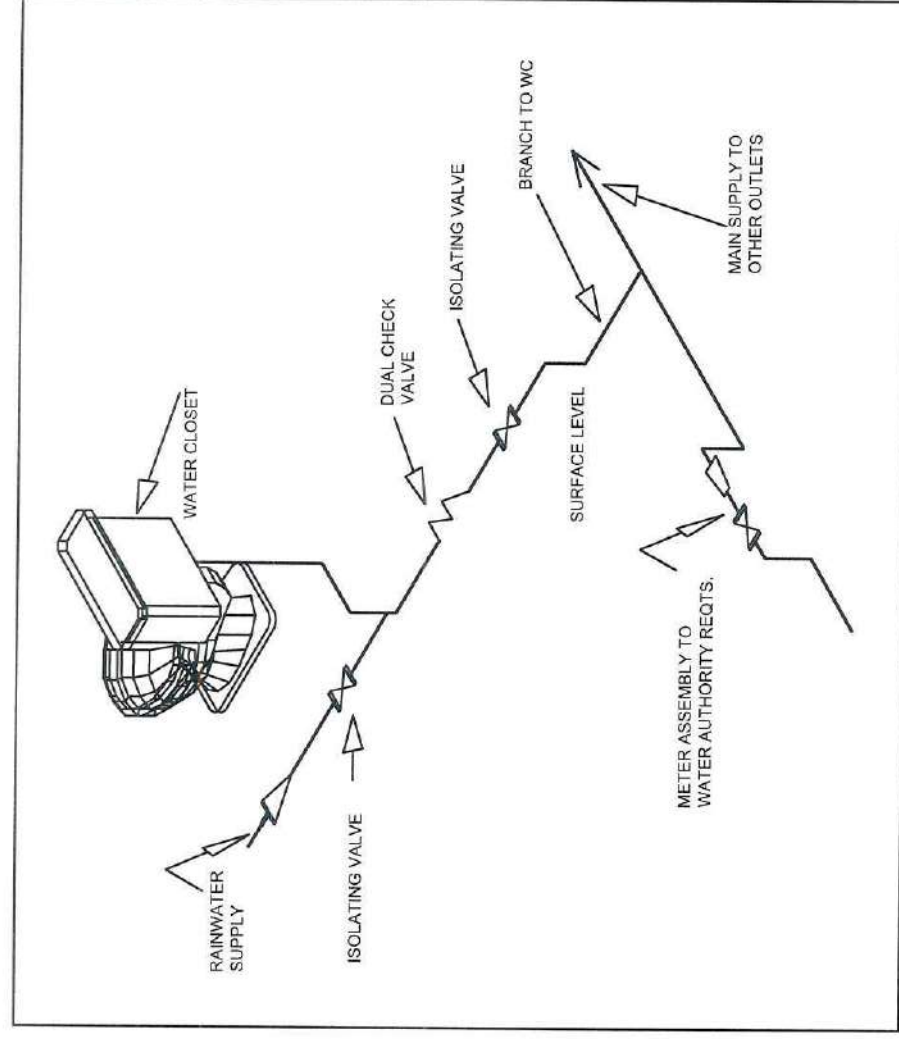 WATER CLOSET
RAINWATER
SUPPLY
ISOLATING VALVE
DUAL CHECK
VALVE
ISOLATING VALVE
SURFACE LEVEL
BRANCH TO WC
METER ASSEMBLY TO
WATER AUTHORITY REQTS.
MAIN SUPPLY TO
OTHER OUTLETS